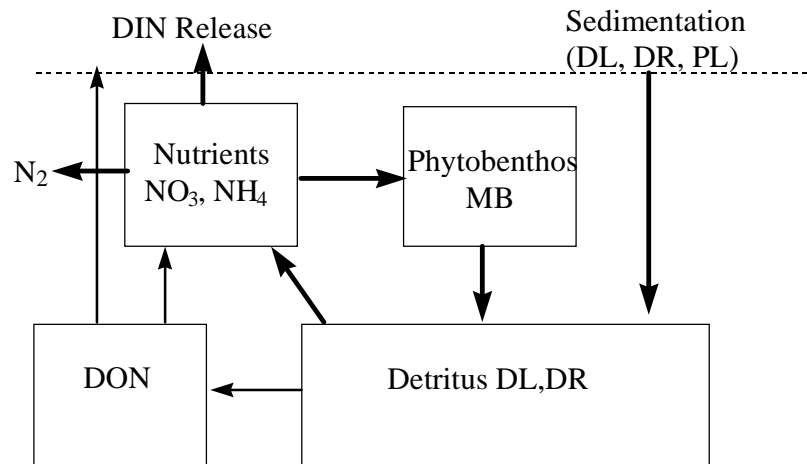 DIN Release
Sedimentation
(DL, DR, PL)
N₂
Nutrients
NO₃, NH₄
Phytobenthos
MB
DON
Detritus DL,DR